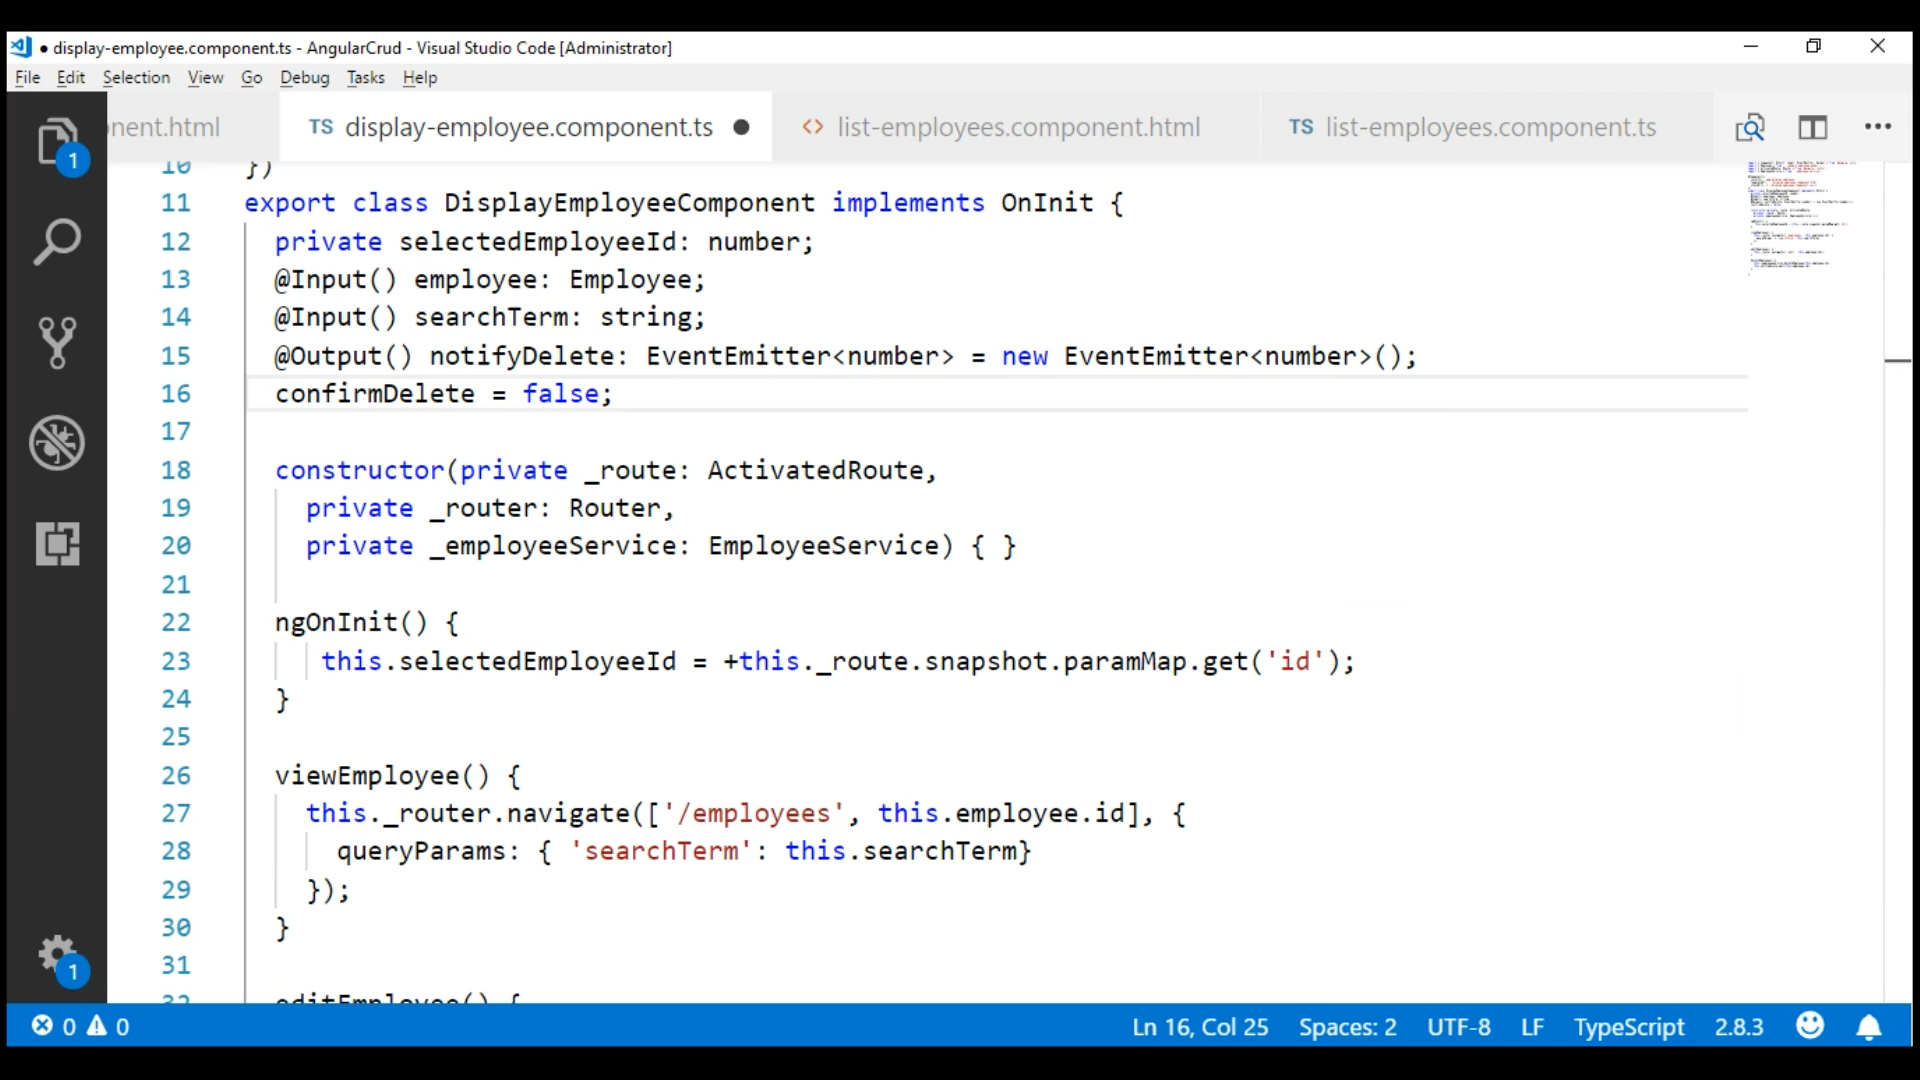 ● display-employee.component.ts - AngularCrud - Visual Studio Code [Administrator]
File Edit Selection View Go Debug Tasks Help
nent.html TS display-employee.component.ts ● <> list-employees.component.html TS list-employees.component.ts
10 })
11 export class DisplayEmployeeComponent implements OnInit {
12 private selectedEmployeeId: number;
13 @Input() employee: Employee;
14 @Input() searchTerm: string;
15 @Output() notifyDelete: EventEmitter<number> = new EventEmitter<number>();
16 confirmDelete = false;
17
18 constructor(private _route: ActivatedRoute,
19 private _router: Router,
20 private _employeeService: EmployeeService) { }
21
22 ngOnInit() {
23 this.selectedEmployeeId = +this._route.snapshot.paramMap.get('id');
24 }
25
26 viewEmployee() {
27 this._router.navigate(['/employees', this.employee.id], {
28 queryParams: { 'searchTerm': this.searchTerm}
29 });
30 }
31
32 editEmployee() {
1
1
0 0 Ln 16, Col 25 Spaces: 2 UTF-8 LF TypeScript 2.8.3